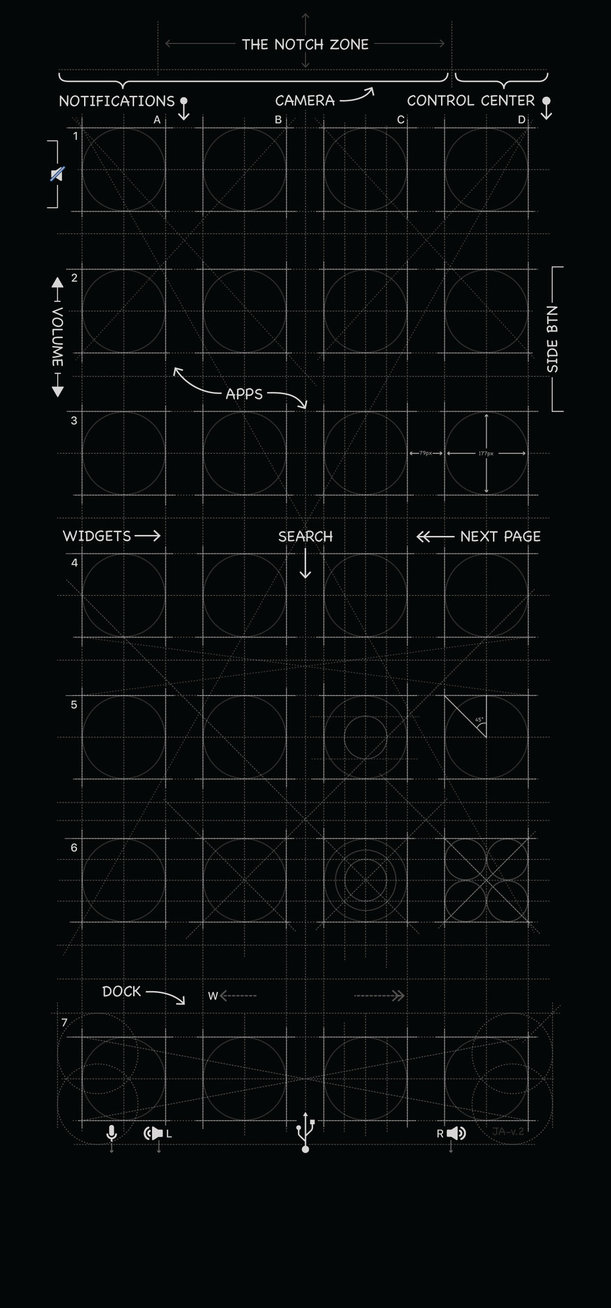 THE NOTCH ZONE
NOTIFICATIONS
CAMERA
CONTROL CENTER
A B C D
1
2
VOLUME
SIDE BTN
APPS
3
79px
177px
WIDGETS
SEARCH
NEXT PAGE
4
5
45°
6
DOCK
W
7
L
R
JA-v.2